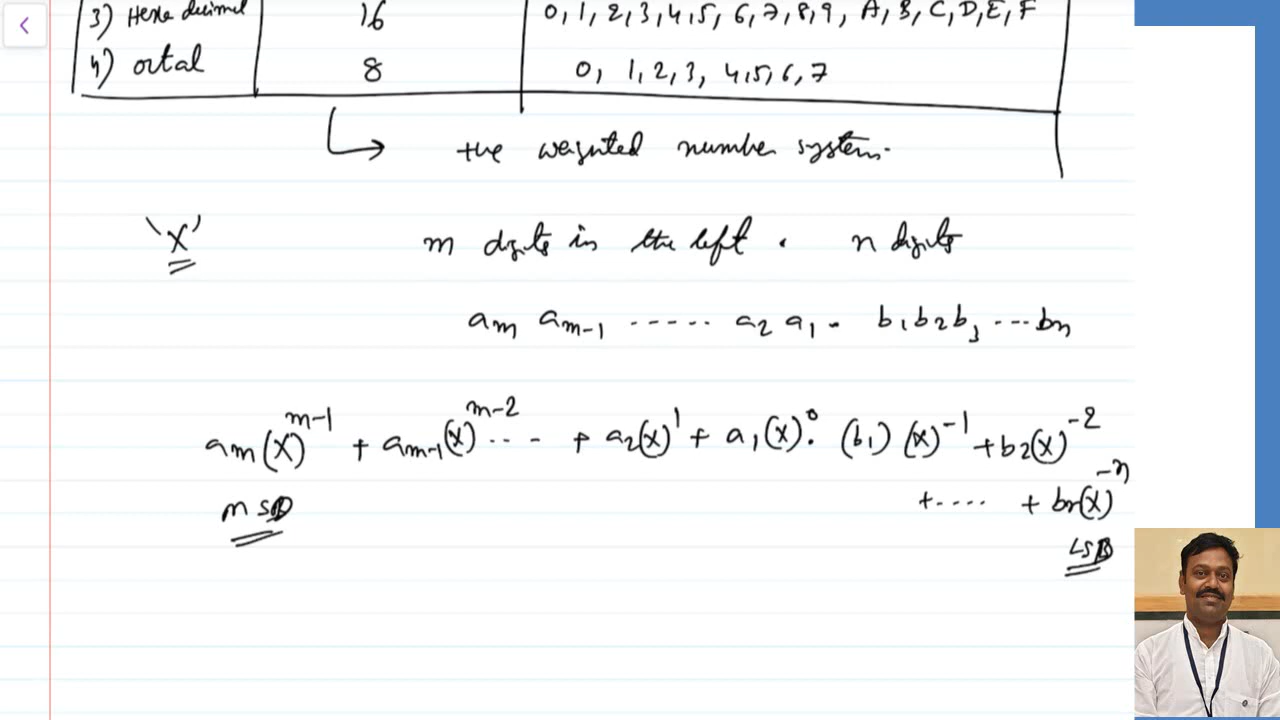 3) Hexa decimal 16 0, 1, 2, 3, 4, 5, 6, 7, 8, 9, A, B, C, D, E, F
4) octal 8 0, 1, 2, 3, 4, 5, 6, 7
the weighted number system.
'X' m digits in the left . n digits
am am-1 ...... a2 a1 . b1 b2 b3 ... bn
am (X)^m-1 + am-1 (X)^m-2 ... - + a2 (X)^1 + a1 (X)^0 . (b1) (X)^-1 + b2 (X)^-2
+ .... + bn (X)^-n
MSD
LSD